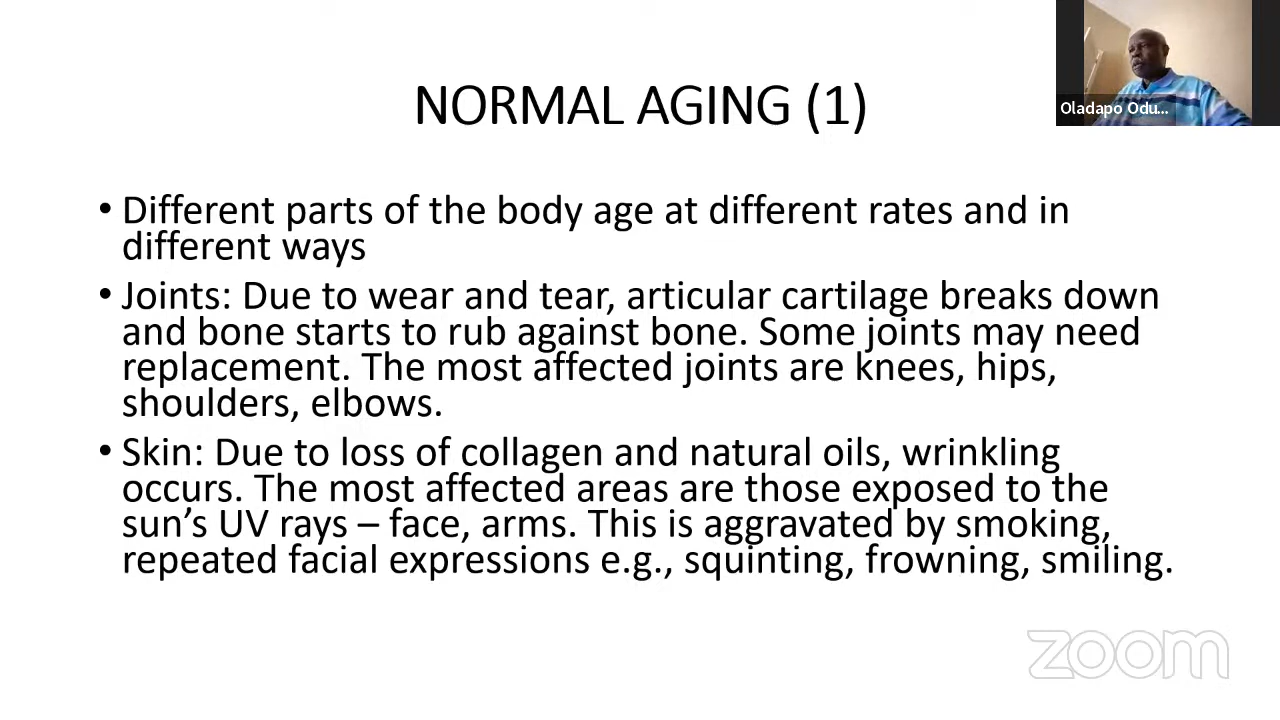 Oladapo Odu...
NORMAL AGING (1)
• Different parts of the body age at different rates and in
different ways
• Joints: Due to wear and tear, articular cartilage breaks down
and bone starts to rub against bone. Some joints may need
replacement. The most affected joints are knees, hips,
shoulders, elbows.
• Skin: Due to loss of collagen and natural oils, wrinkling
occurs. The most affected areas are those exposed to the
sun’s UV rays – face, arms. This is aggravated by smoking,
repeated facial expressions e.g., squinting, frowning, smiling.
zoom